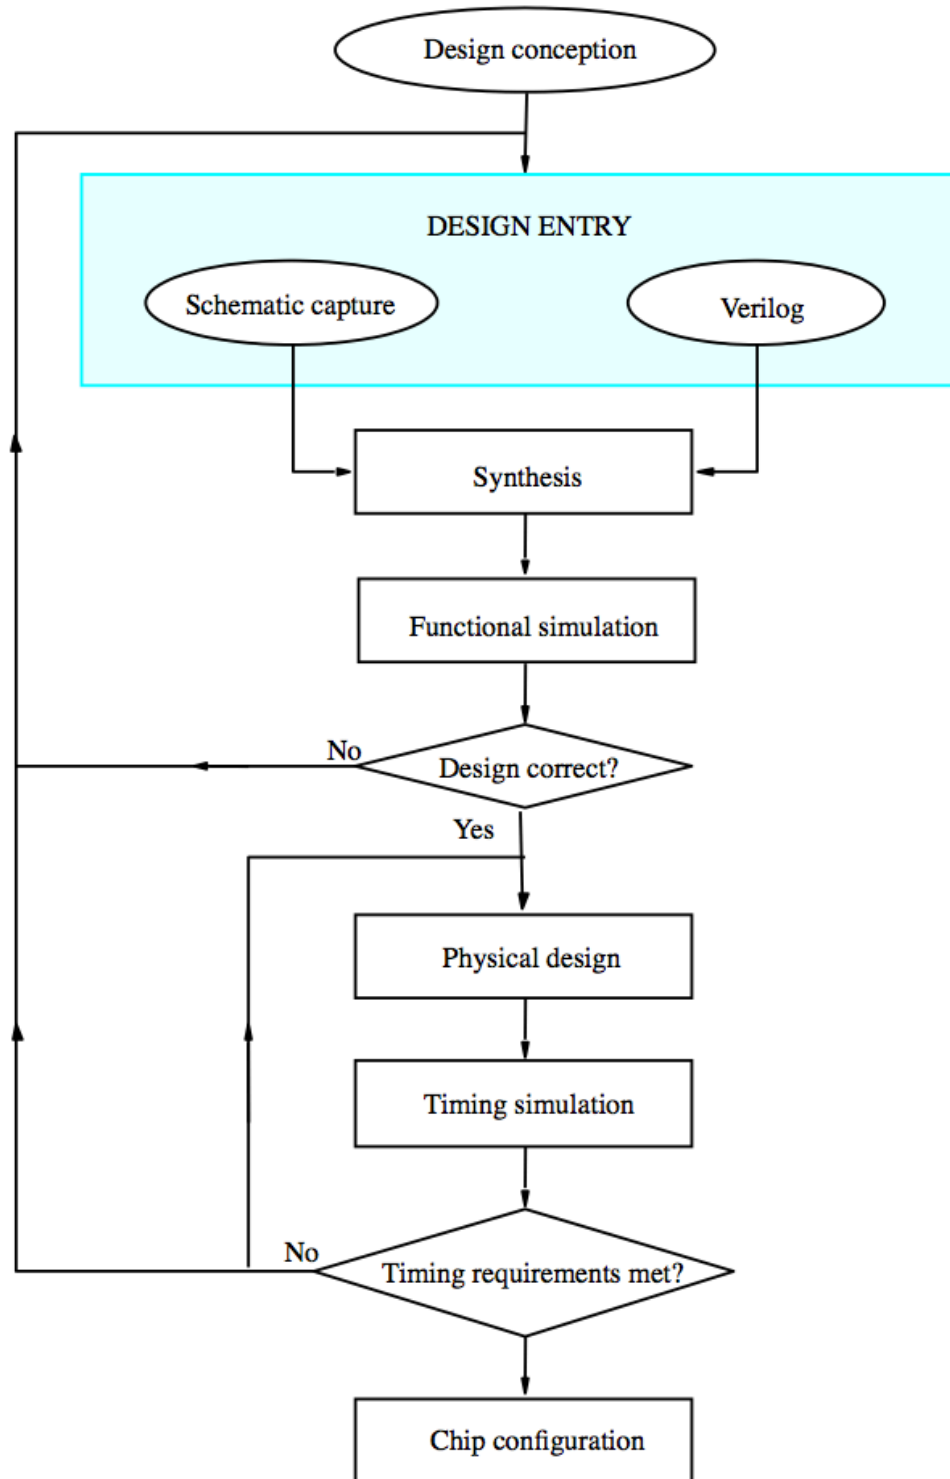 Design conception
DESIGN ENTRY
Schematic capture
Verilog
Synthesis
Functional simulation
No
Design correct?
Yes
Physical design
Timing simulation
No
Timing requirements met?
Chip configuration